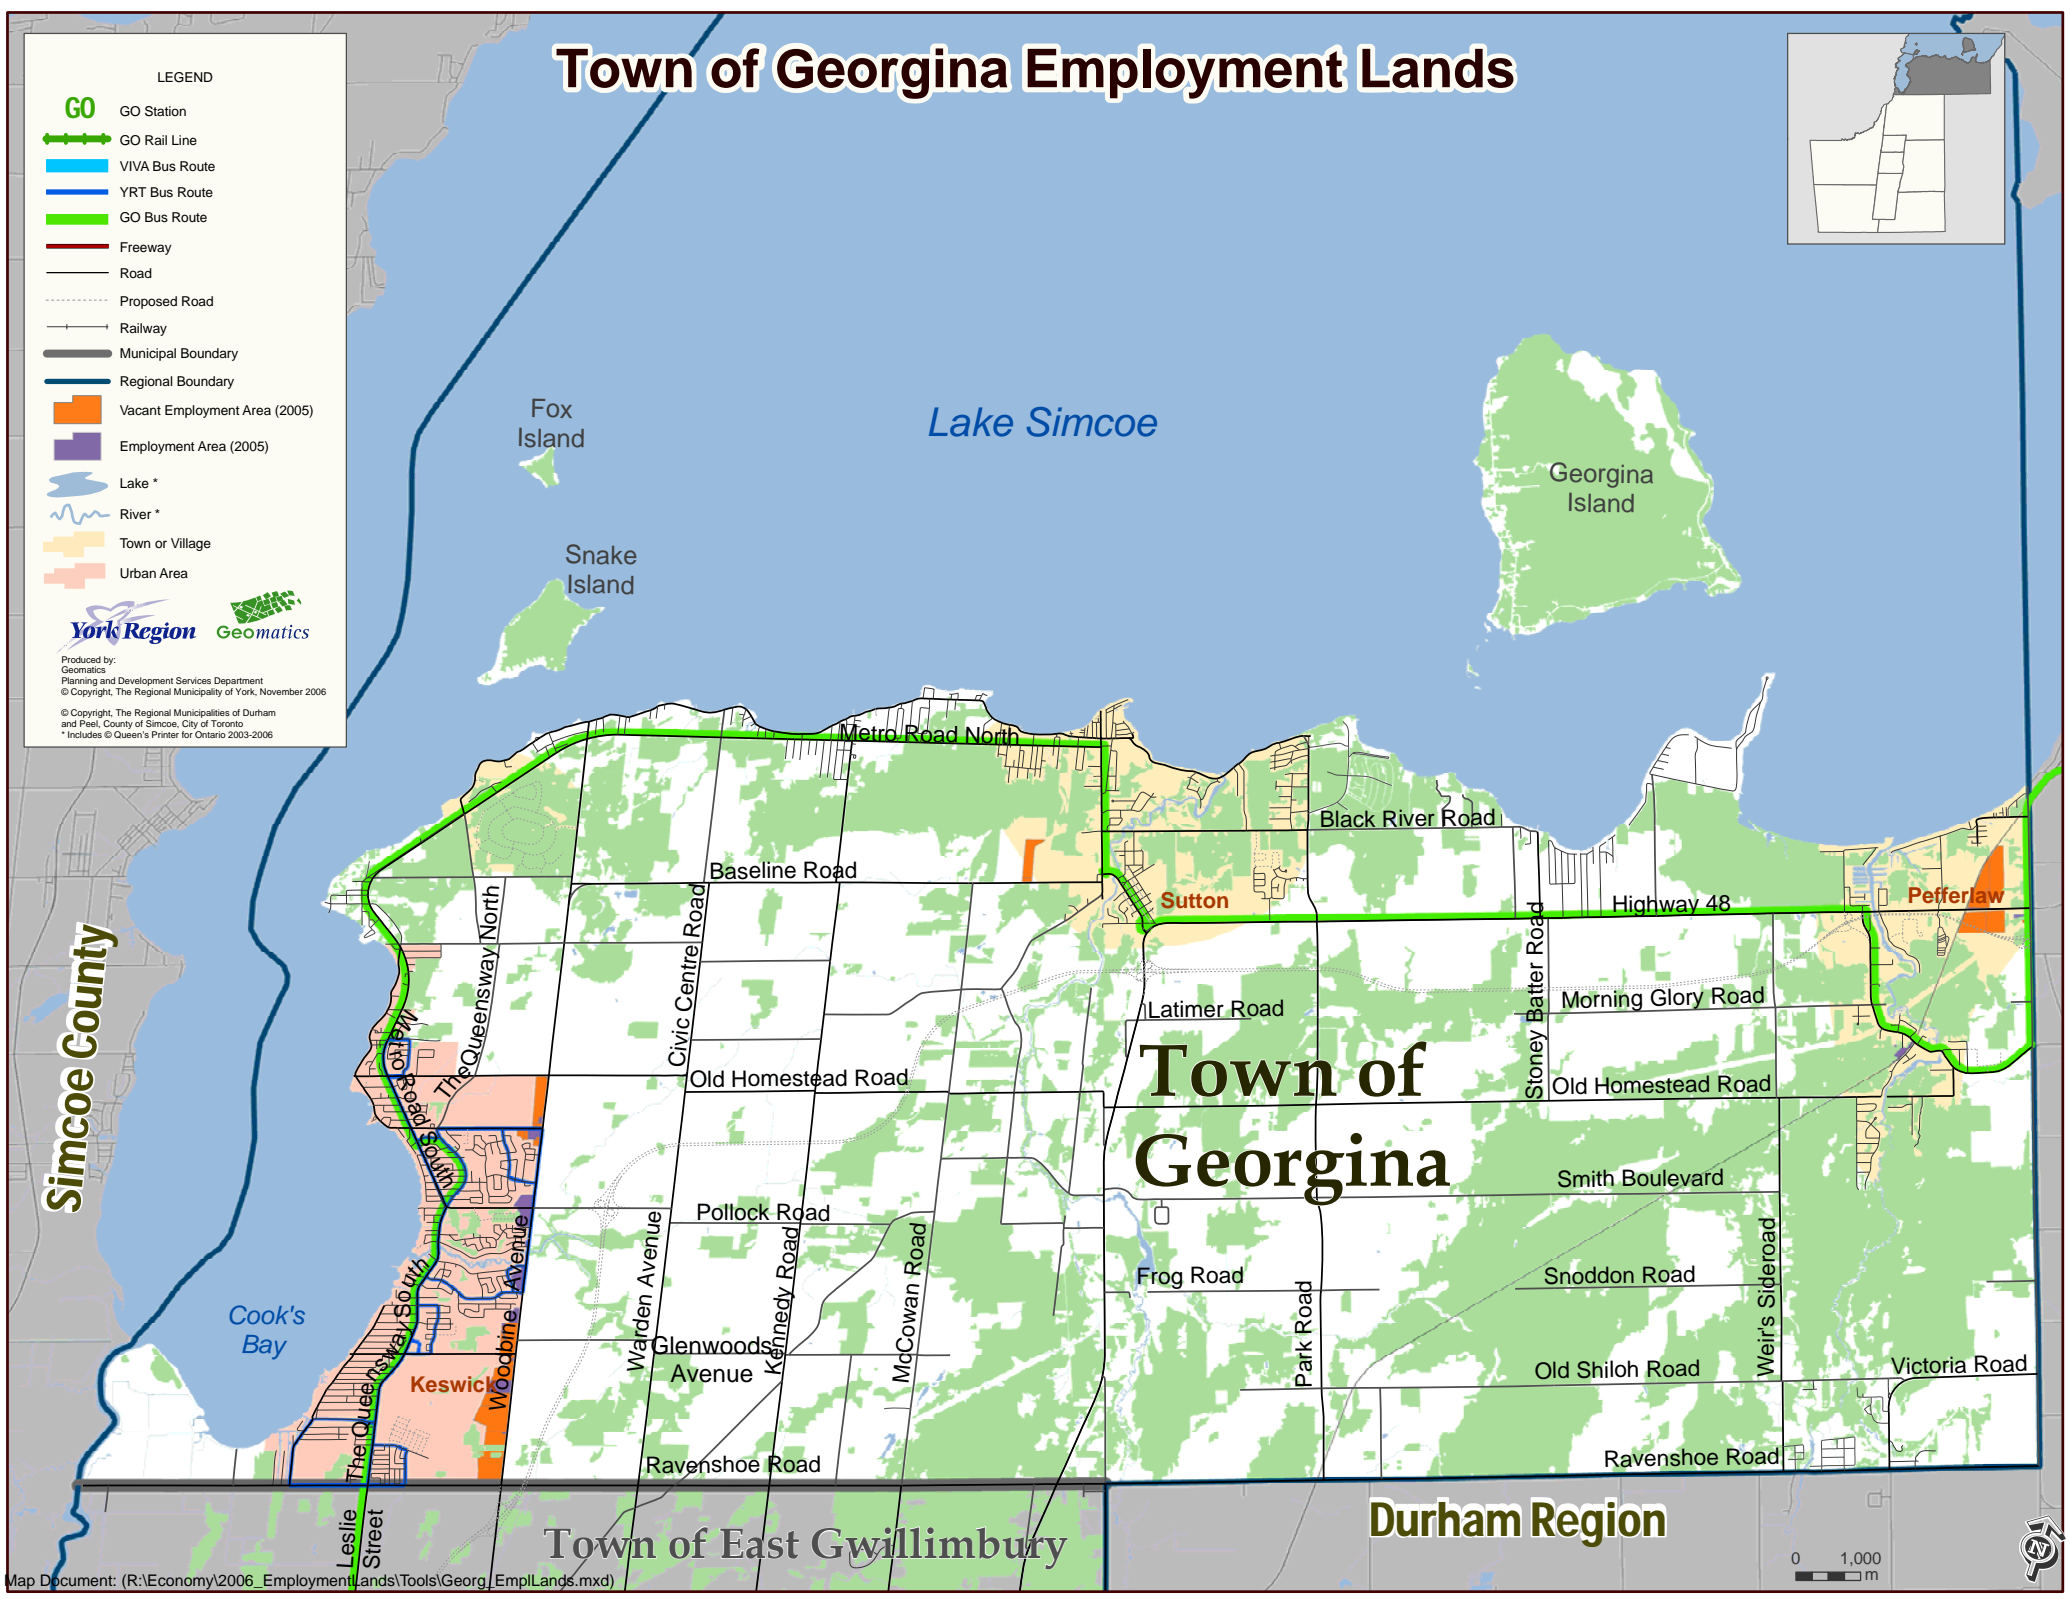 Town of Georgina Employment Lands
LEGEND
GO GO Station
GO Rail Line
VIVA Bus Route
YRT Bus Route
GO Bus Route
Freeway
Road
Proposed Road
Railway
Municipal Boundary
Regional Boundary
Vacant Employment Area (2005)
Employment Area (2005)
Lake *
River *
Town or Village
Urban Area
York Region
Geomatics
Produced by:
Geomatics
Planning and Development Services Department
© Copyright, The Regional Municipality of York, November 2006
© Copyright, The Regional Municipalities of Durham
and Peel, County of Simcoe, City of Toronto
* Includes © Queen's Printer for Ontario 2003-2006
Fox
Island
Lake Simcoe
Georgina
Island
Snake
Island
Metro Road North
Black River Road
Baseline Road
Sutton
Highway 48
Pefferlaw
Simcoe County
The Queensway North
Civic Centre Road
Stoney Batter Road
Morning Glory Road
Latimer Road
Metro Road South
Old Homestead Road
Old Homestead Road
Town of
Georgina
Smith Boulevard
Pollock Road
Woodbine Avenue
Warden Avenue
Kennedy Road
McCowan Road
Frog Road
Snoddon Road
Park Road
Weir's Sideroad
Cook's
Bay
The Queensway South
Glenwoods
Avenue
Keswick
Old Shiloh Road
Victoria Road
Ravenshoe Road
Ravenshoe Road
Leslie
Street
Town of East Gwillimbury
Durham Region
0 1,000
m
N
Map Document: (R:\Economy\2006_EmploymentLands\Tools\Georg_EmplLands.mxd)